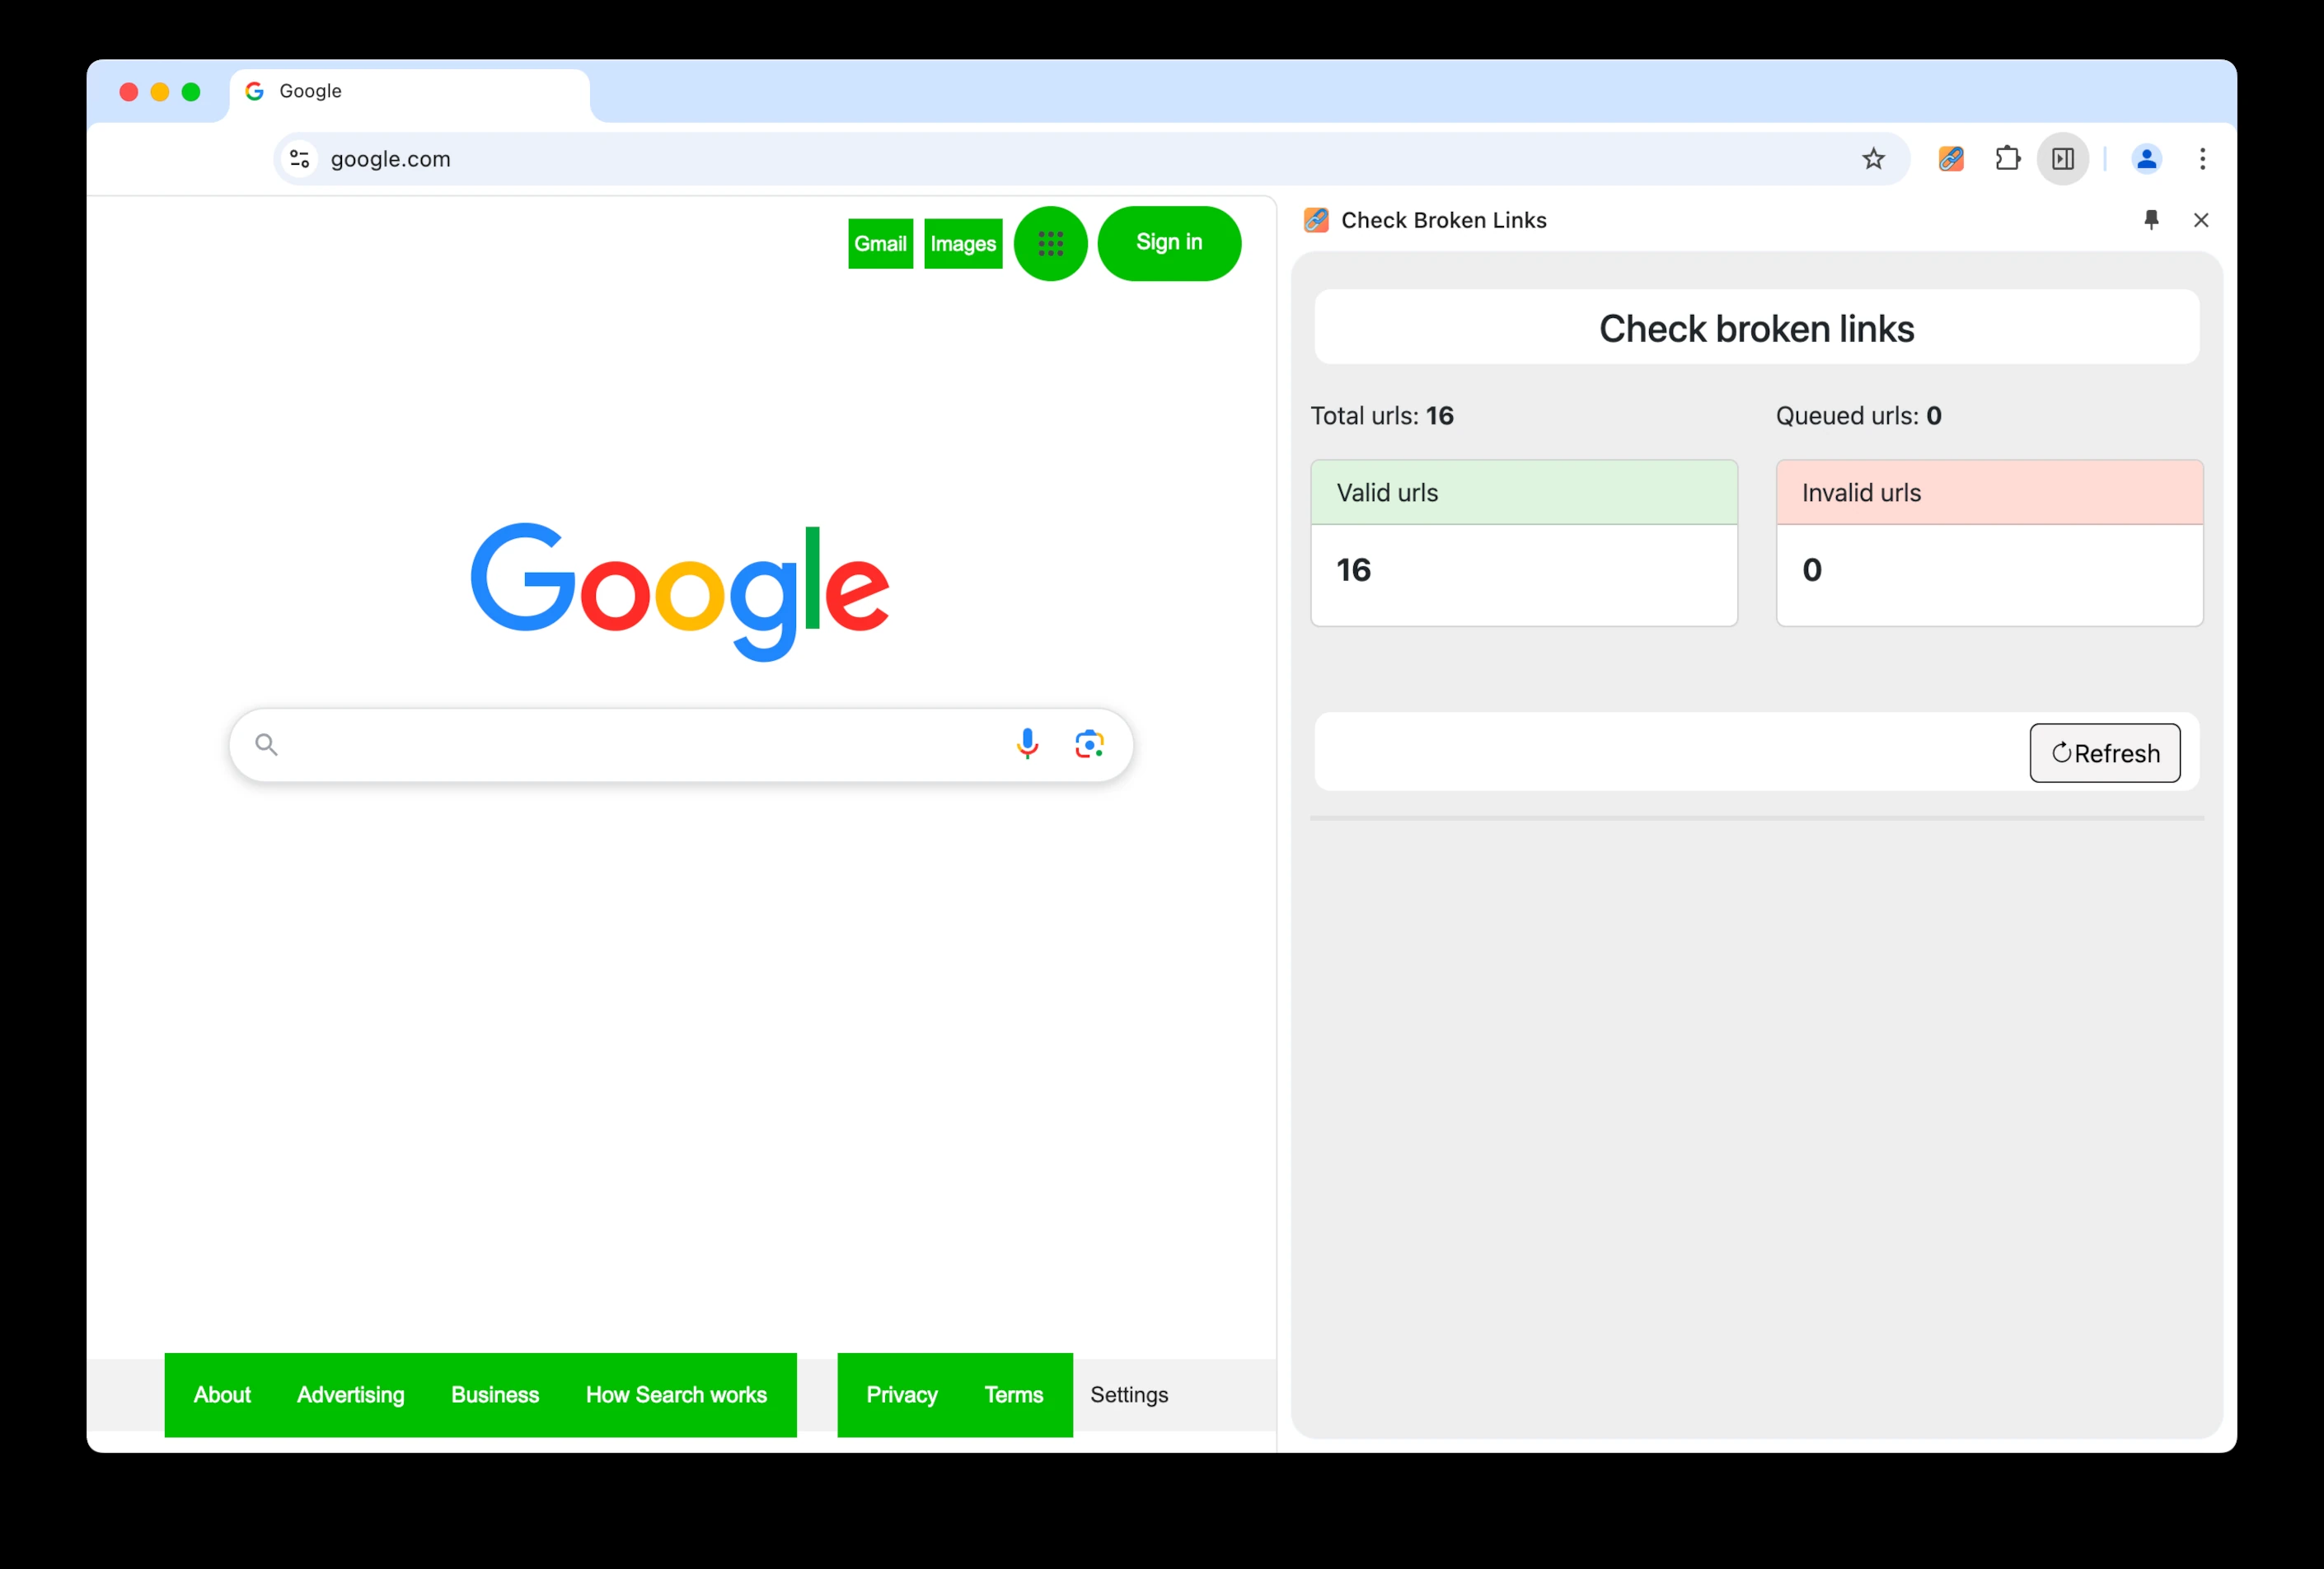 Google
google.com
Gmail Images Sign in
Google
About Advertising Business How Search works Privacy Terms Settings
Check Broken Links
Check broken links
Total urls: 16 Queued urls: 0
Valid urls Invalid urls
16 0
Refresh